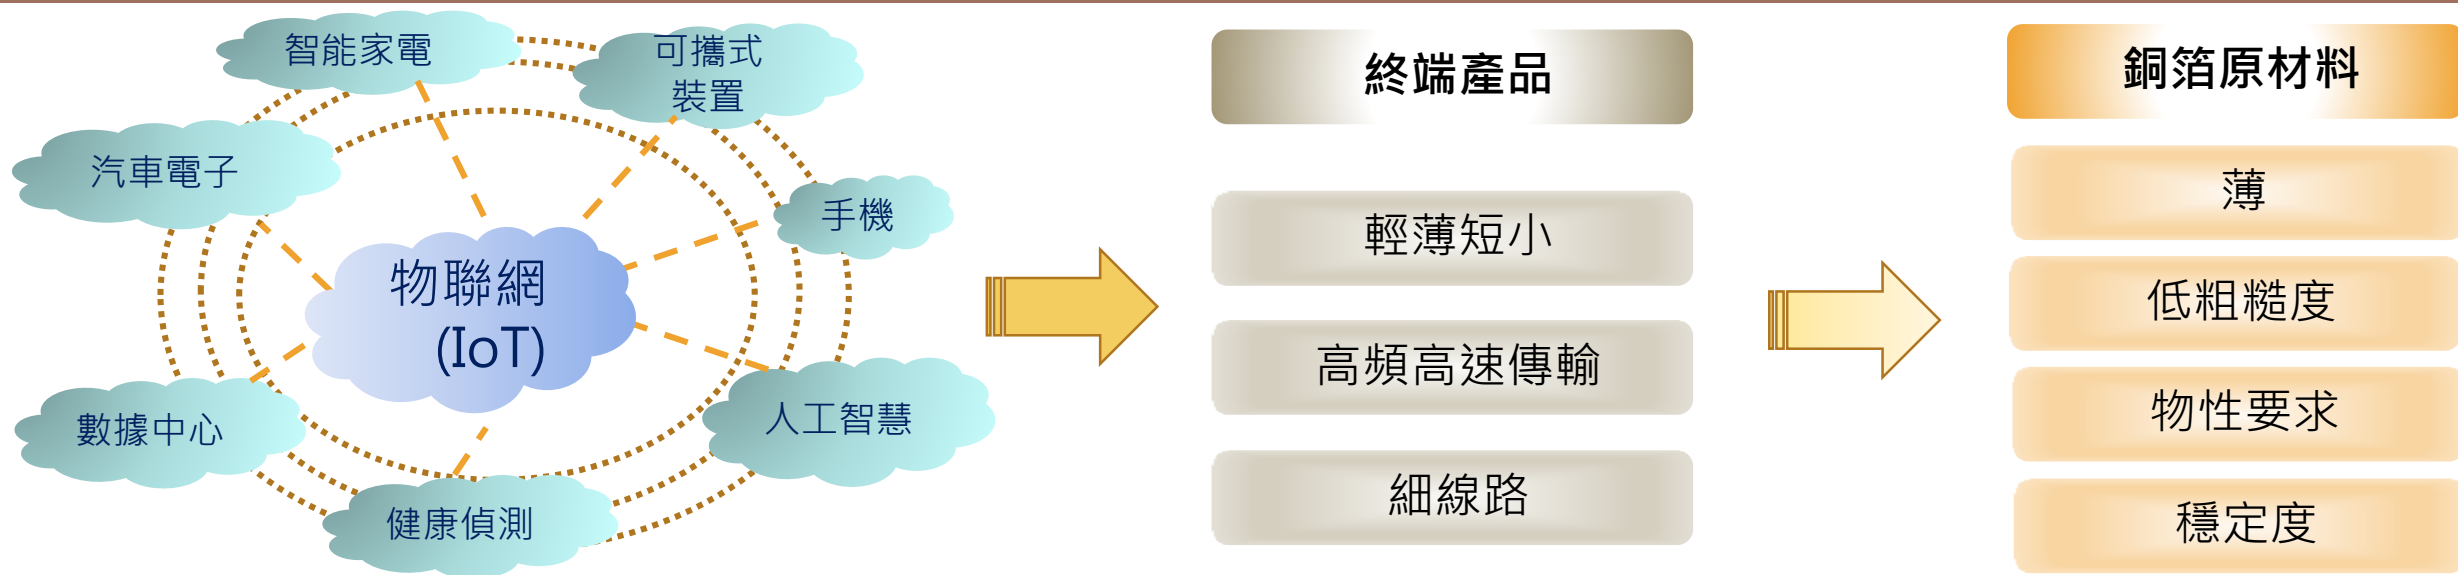 智能家電
可攜式
裝置
汽車電子
手機
物聯網
(IoT)
數據中心
人工智慧
健康偵測
終端產品
輕薄短小
高頻高速傳輸
細線路
銅箔原材料
薄
低粗糙度
物性要求
穩定度